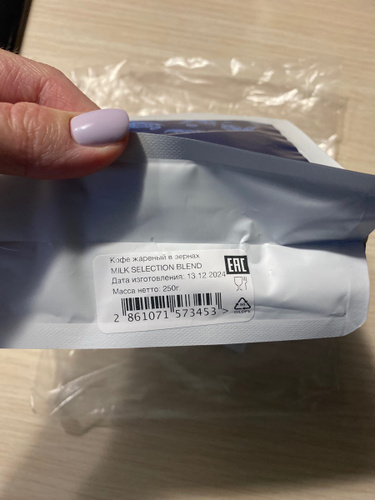 Кофе жареный в зернах
MILK SELECTION BLEND
Дата изготовления: 13.12.2024
Масса нетто: 250г
EAC
2 861071 573453 >